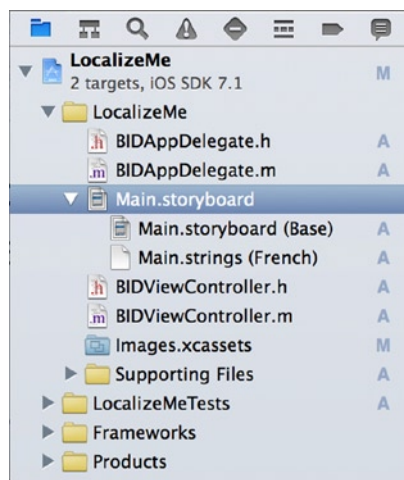 LocalizeMe M
2 targets, iOS SDK 7.1
LocalizeMe
h BIDAppDelegate.h A
m BIDAppDelegate.m A
Main.storyboard
Main.storyboard (Base) A
Main.strings (French) A
h BIDViewController.h A
m BIDViewController.m A
Images.xcassets M
Supporting Files A
LocalizeMeTests A
Frameworks
Products